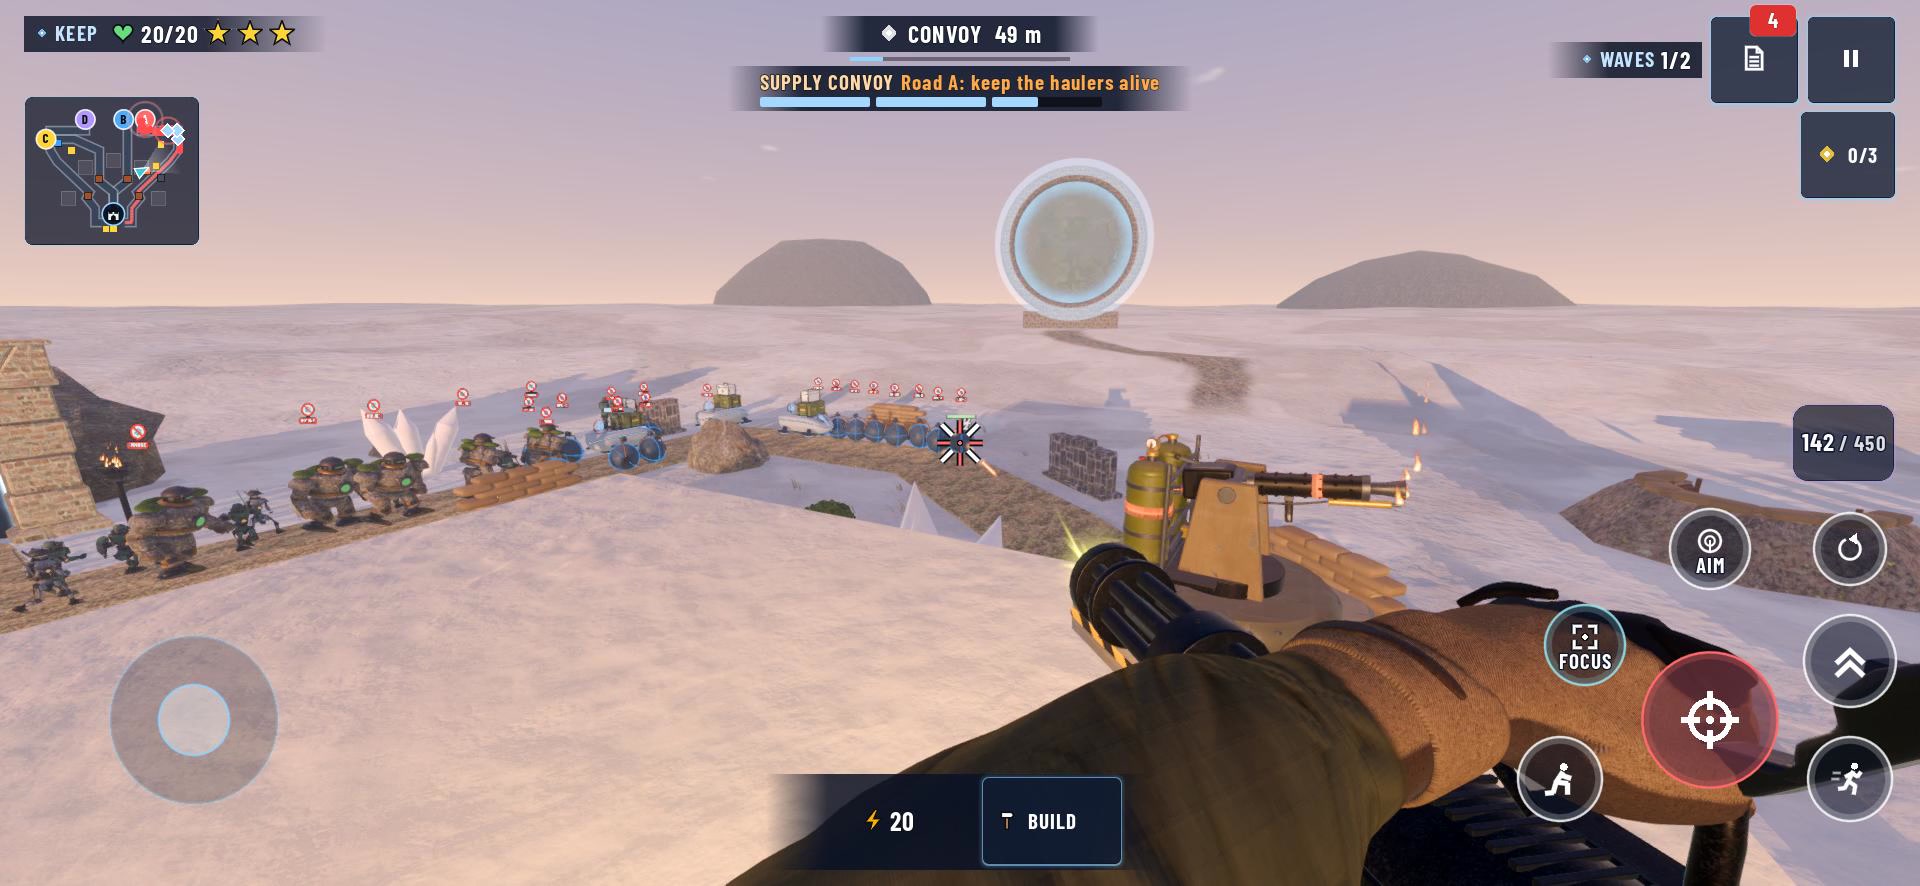 KEEP 20/20
CONVOY 49 m
SUPPLY CONVOY Road A: keep the haulers alive
WAVES 1/2
4
0/3
D
B
1
C
142 / 450
AIM
FOCUS
20
BUILD